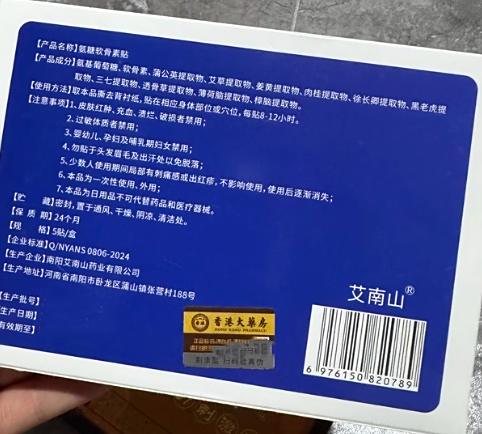 【产品名称】氨糖软骨素贴
【产品成分】氨基葡萄糖、软骨素、蒲公英提取物、艾草提取物、姜黄提取物、肉桂提取物、徐长卿提取物、黑老虎提
取物、三七提取物、透骨草提取物、薄荷脑提取物、樟脑提取物。
【使用方法】取本品撕去背衬纸,贴在相应身体部位或穴位,每贴8-12小时。
【注意事项】1、皮肤红肿、充血、溃烂、破损者禁用；
2、过敏体质者禁用；
3、婴幼儿、孕妇及哺乳期妇女禁用；
4、勿贴于头发眉毛及出汗处以免脱落；
5、少数人使用期间局部有刺痛感或出红疹,不影响使用,使用后逐渐消失；
6、本品为一次性使用、外用；
7、本品为日用品不可代替药品和医疗器械。
【贮 藏】密封,置于通风、干燥、阴凉、清洁处。
【保 质 期】24个月
【规 格】5贴/盒
【企业标准】Q/NYANS 0806-2024
【生产企业】南阳艾南山药业有限公司
【生产地址】河南省南阳市卧龙区蒲山镇张营村188号
生产批号】
生产日期】
有效期至】
艾南山®
香港大藥房
HONG KONG PHARMACY
刮涂层 扫码验真伪
6 976150 820789